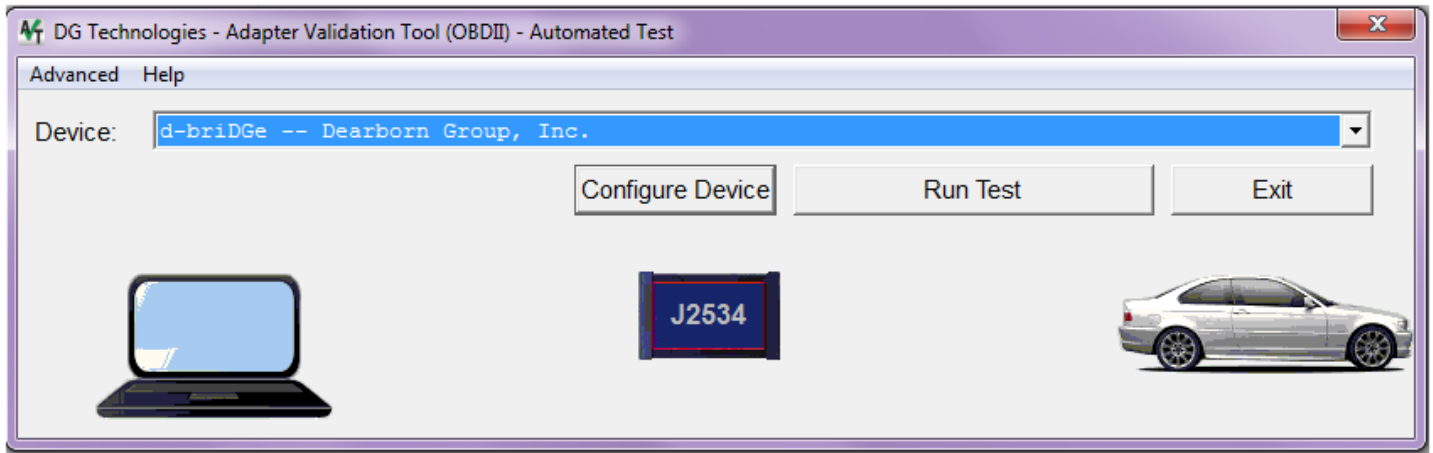 DG Technologies - Adapter Validation Tool (OBDII) - Automated Test
Advanced Help
Device: d-briDGe -- Dearborn Group, Inc.
Configure Device Run Test Exit
J2534